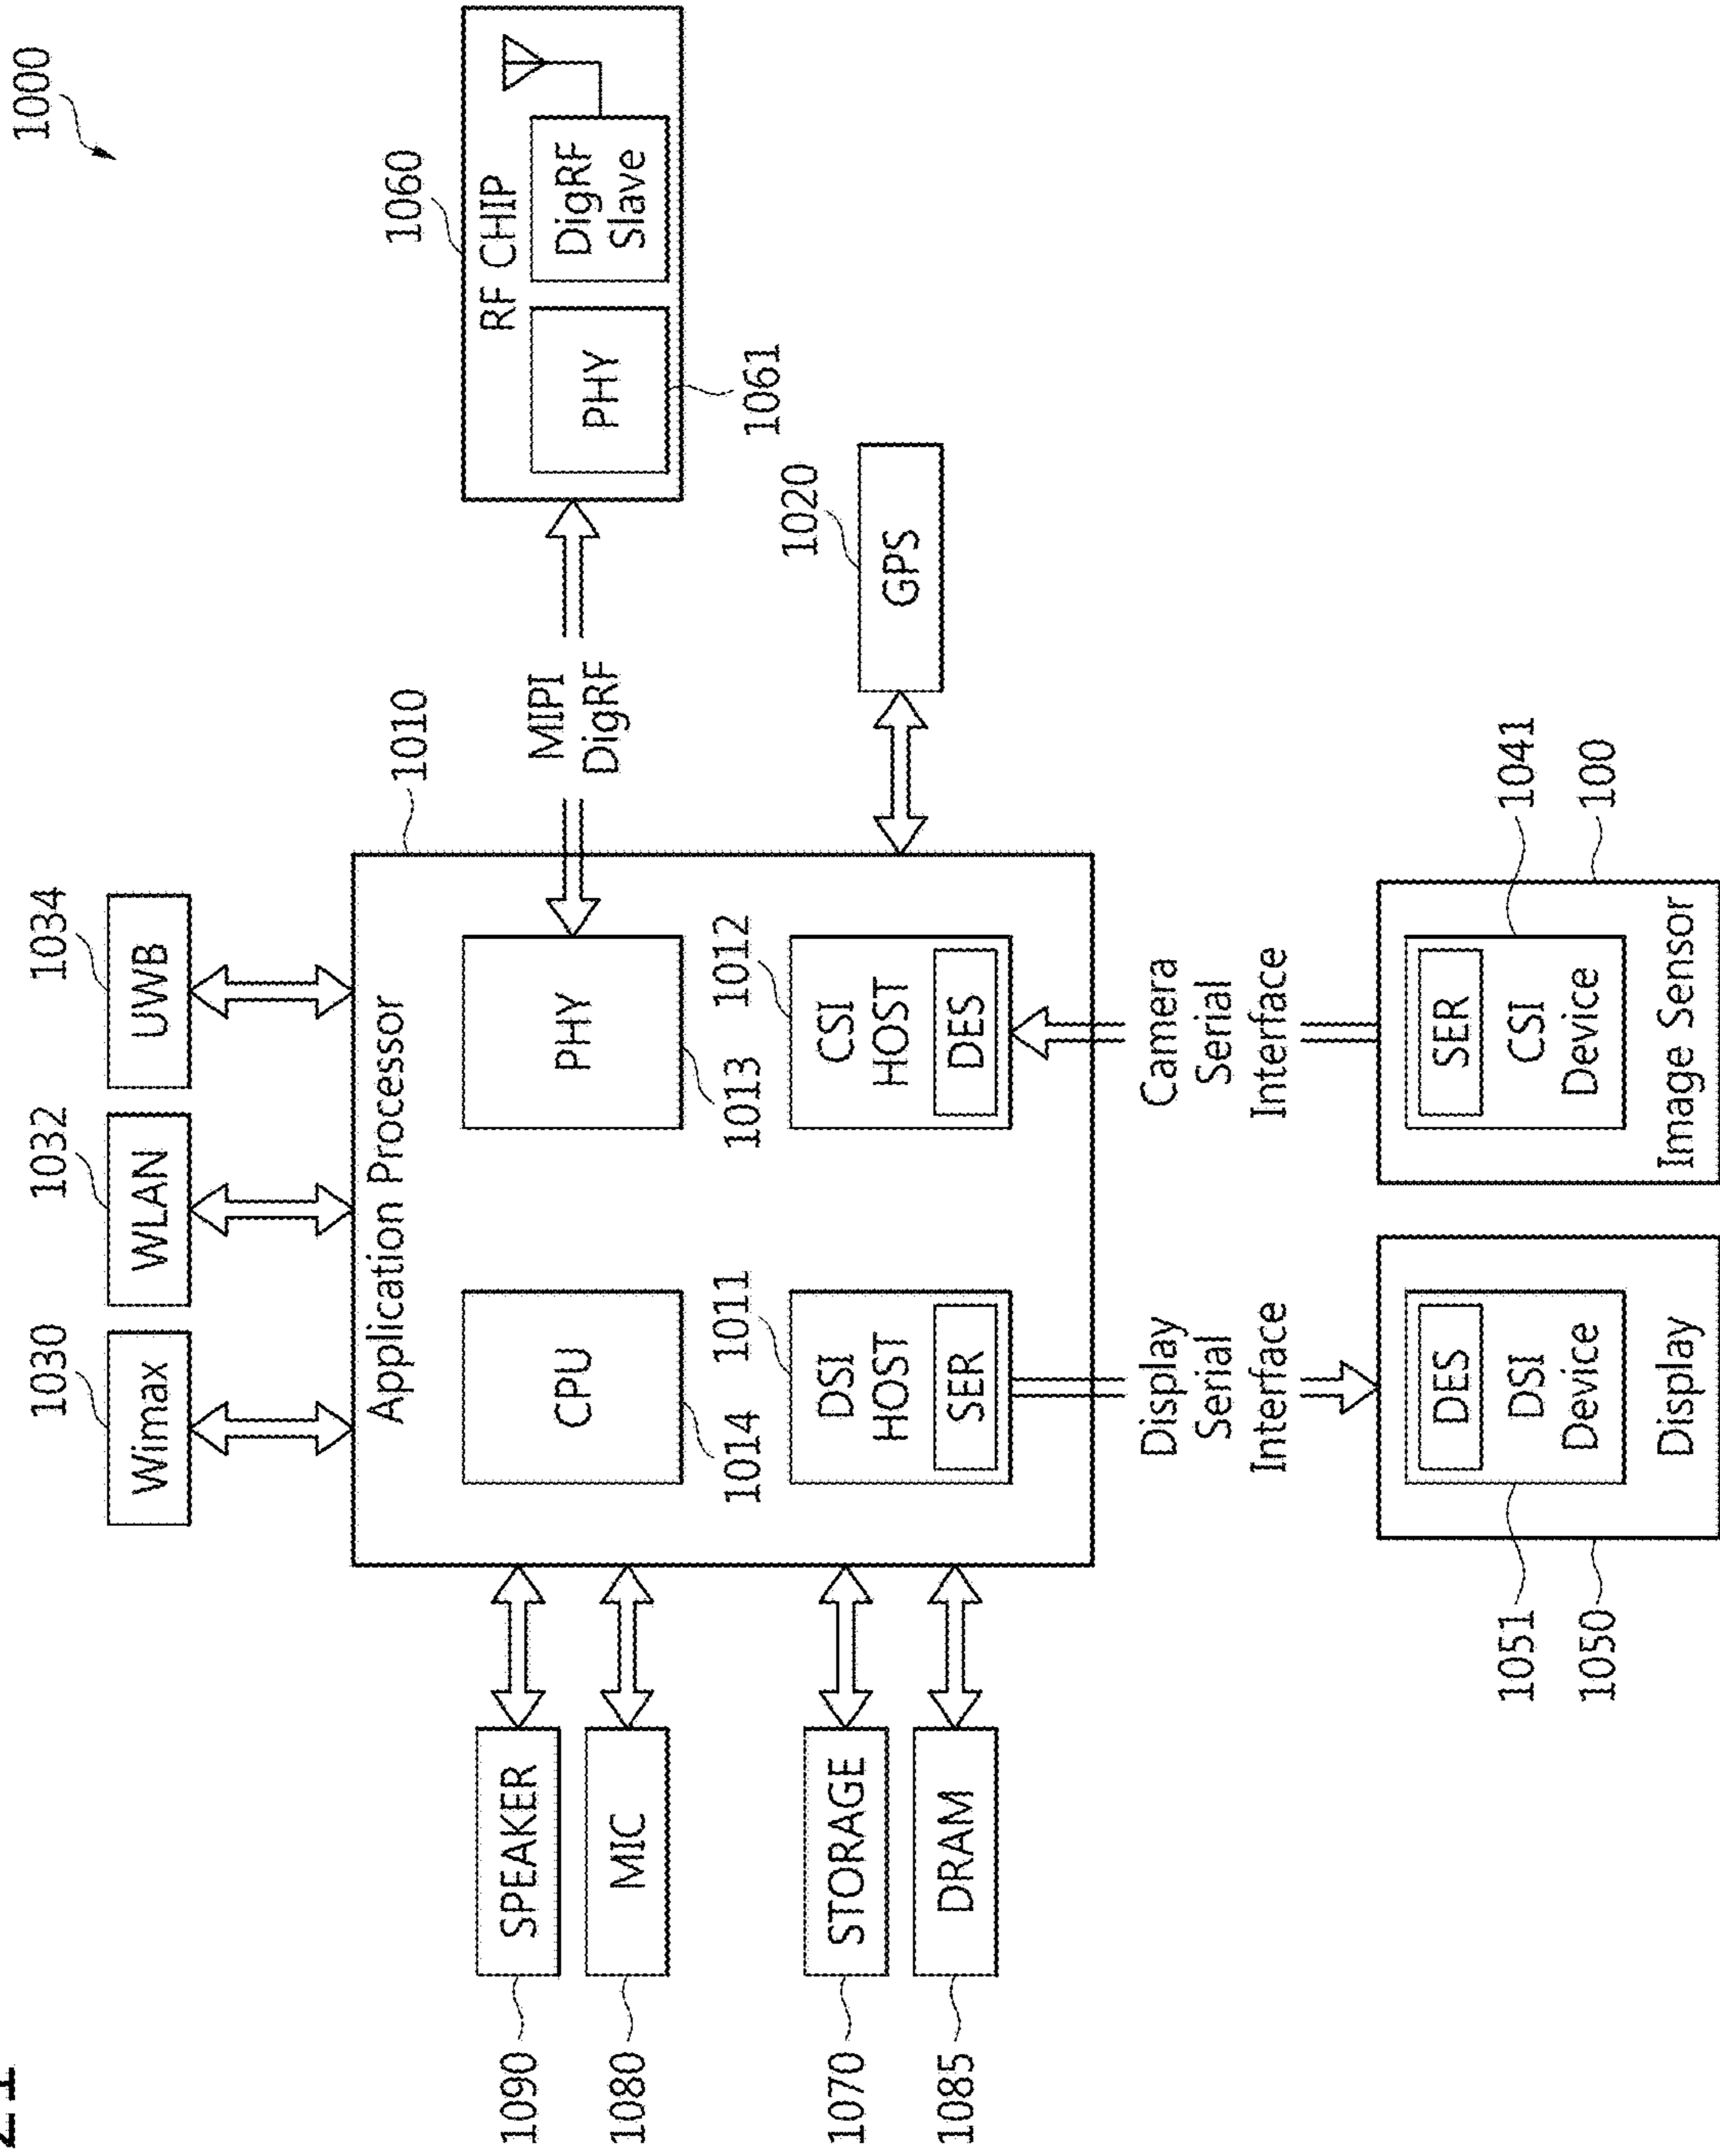 1000
1030
1032
1034
Wimax
WLAN
UWB
Application Processor
1010
1060
1090
SPEAKER
1080
MIC
CPU
1014
PHY
1013
MIPI
DigRF
RF CHIP
PHY
DigRF
Slave
1061
1070
STORAGE
1085
DRAM
1011
DSI
HOST
SER
1012
CSI
HOST
DES
1020
GPS
Display
Serial
Interface
Camera
Serial
Interface
1051
1050
DES
DSI
Device
Display
SER
CSI
Device
Image Sensor
1041
100